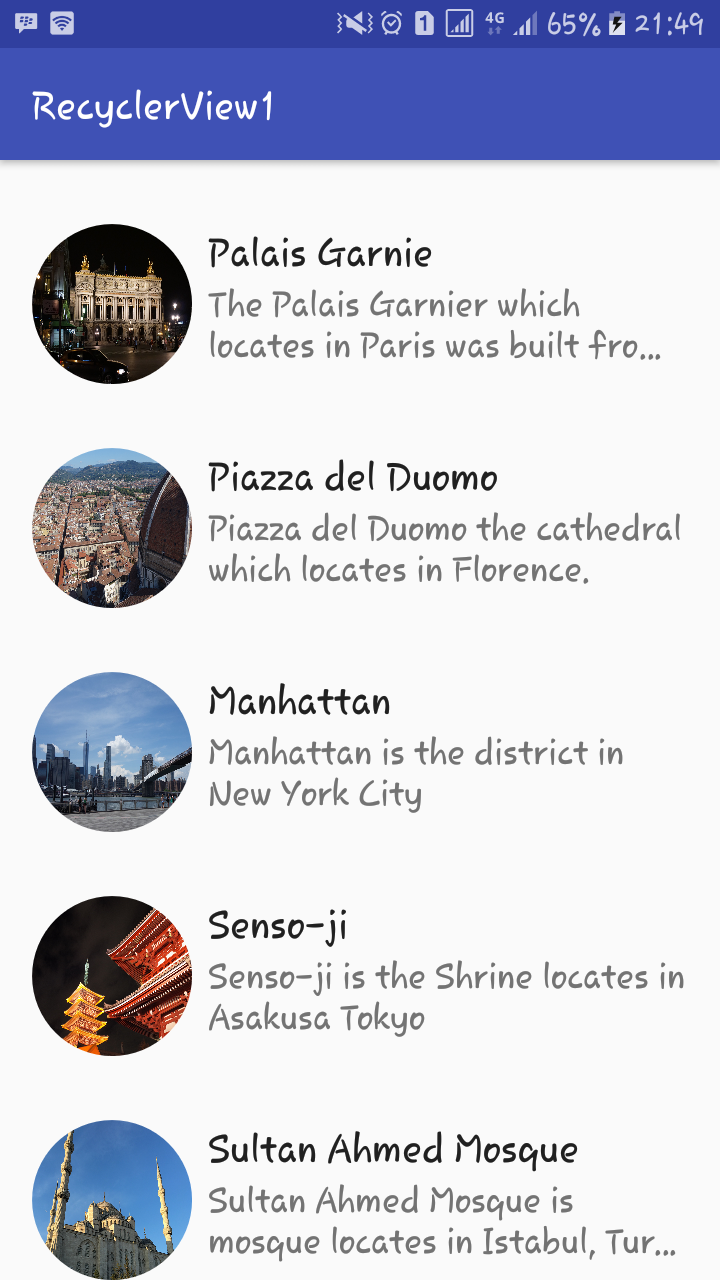 4G 65% 21:49
1
RecyclerView1
Palais Garnie
The Palais Garnier which
locates in Paris was built fro...
Piazza del Duomo
Piazza del Duomo the cathedral
which locates in Florence.
Manhattan
Manhattan is the district in
New York City
Senso-ji
Senso-ji is the Shrine locates in
Asakusa Tokyo
Sultan Ahmed Mosque
Sultan Ahmed Mosque is
mosque locates in Istabul, Tur...